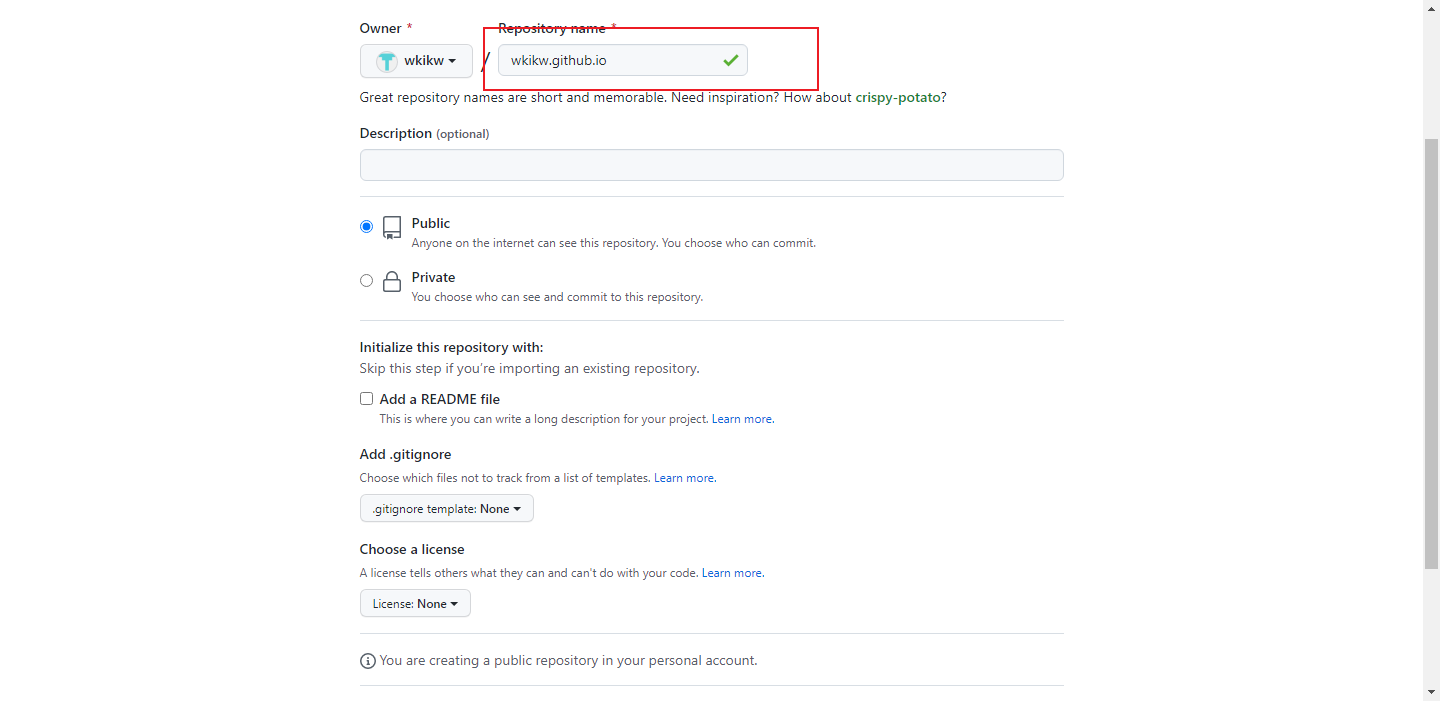 Owner * Repository name *
wkikw / wkikw.github.io
Great repository names are short and memorable. Need inspiration? How about crispy-potato?
Description (optional)
Public
Anyone on the internet can see this repository. You choose who can commit.
Private
You choose who can see and commit to this repository.
Initialize this repository with:
Skip this step if you're importing an existing repository.
Add a README file
This is where you can write a long description for your project. Learn more.
Add .gitignore
Choose which files not to track from a list of templates. Learn more.
.gitignore template: None
Choose a license
A license tells others what they can and can't do with your code. Learn more.
License: None
You are creating a public repository in your personal account.